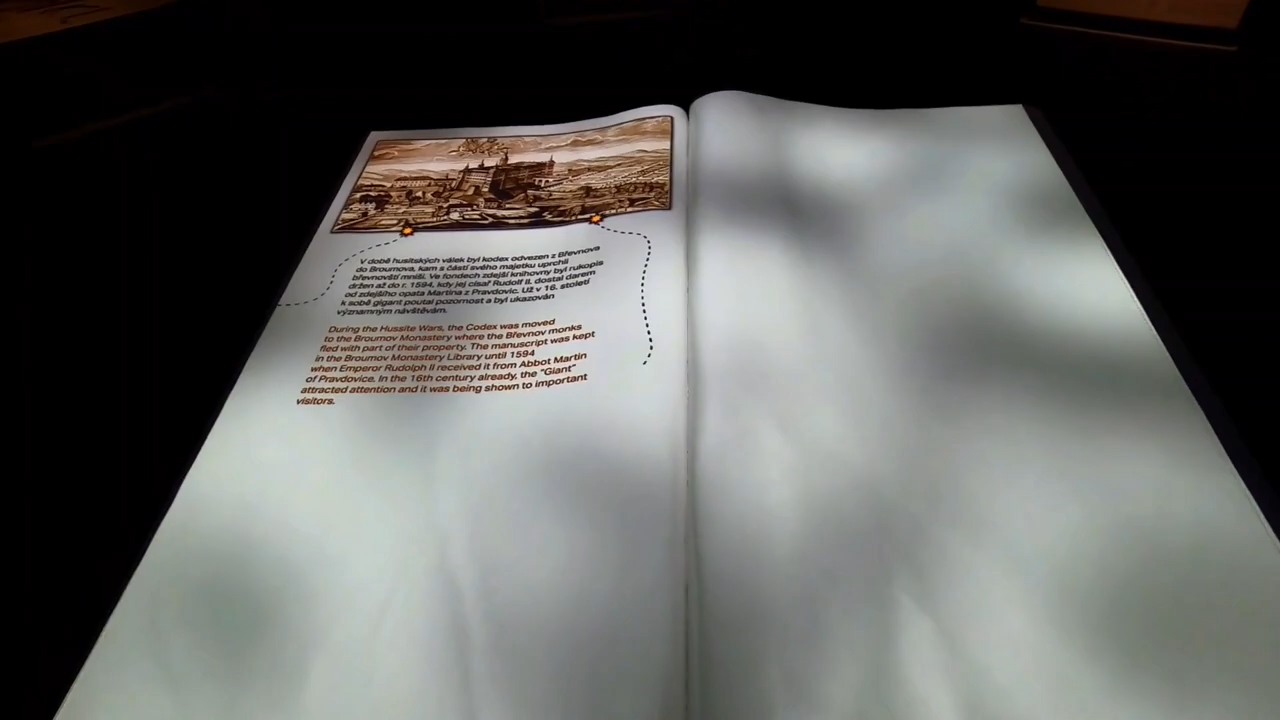 V době husitských válek byl kodex odvezen z Břevnova
do Broumova, kam s částí svého majetku uprchli
břevnovští mniši. Ve fondech zdejší knihovny byl rukopis
držen až do r. 1594, kdy jej císař Rudolf II. dostal darem
od zdejšího opata Martina z Pravdovic. Už v 16. století
k sobě gigant poutal pozornost a byl ukazován
významným návštěvám.
During the Hussite Wars, the Codex was moved
to the Broumov Monastery where the Břevnov monks
fled with part of their property. The manuscript was kept
in the Broumov Monastery Library until 1594
when Emperor Rudolph II received it from Abbot Martin
of Pravdovice. In the 16th century already, the "Giant"
attracted attention and it was being shown to important
visitors.